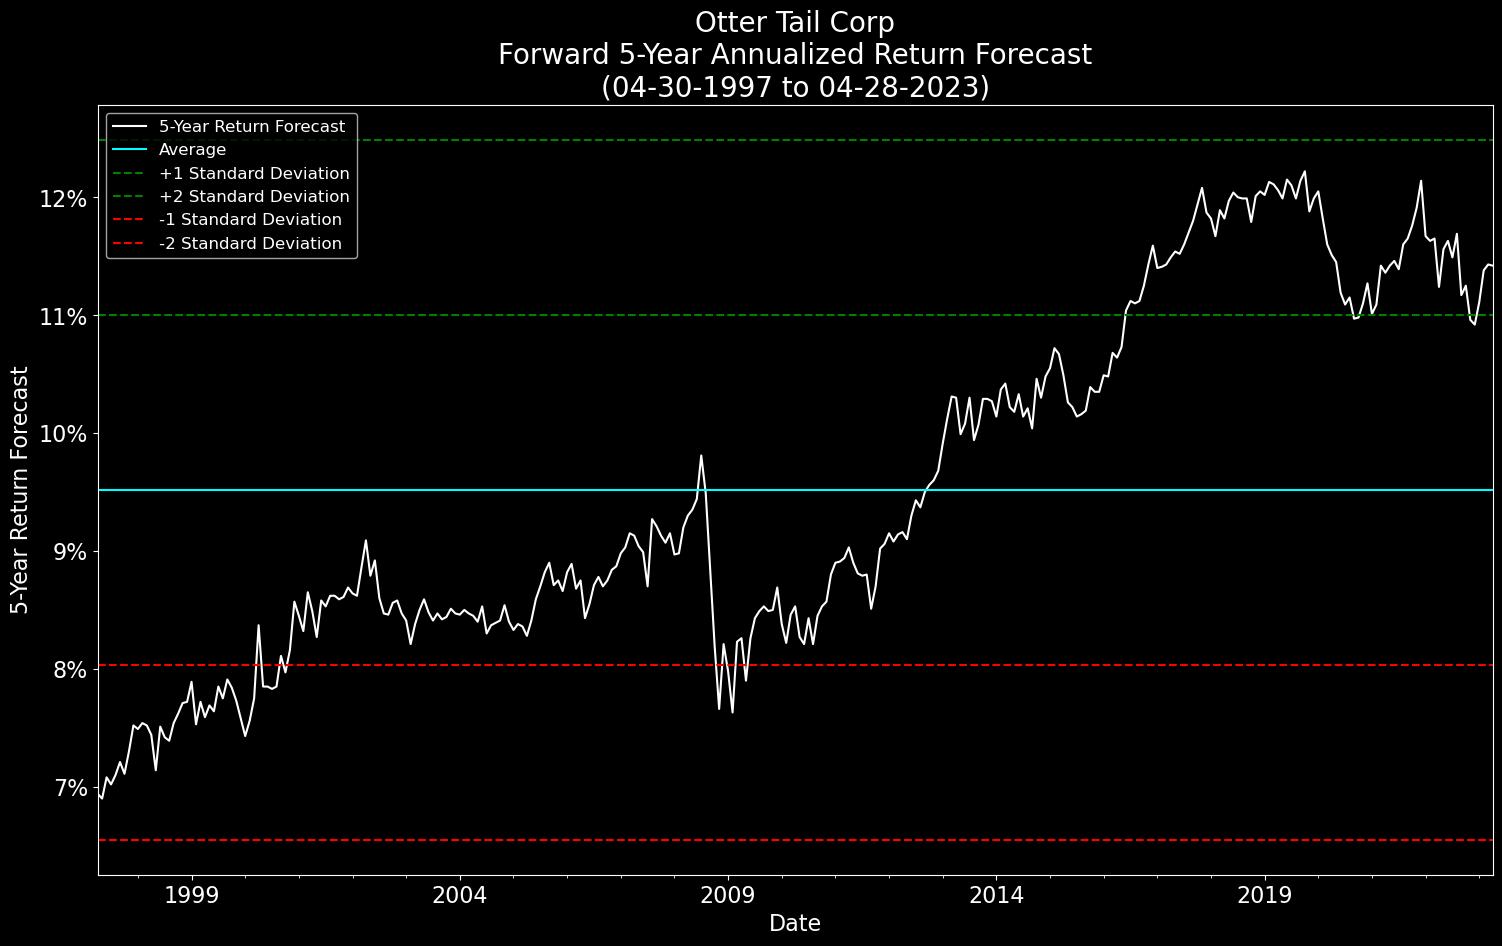 Otter Tail Corp
Forward 5-Year Annualized Return Forecast
(04-30-1997 to 04-28-2023)
5-Year Return Forecast
Average
+1 Standard Deviation
+2 Standard Deviation
-1 Standard Deviation
-2 Standard Deviation
12%
11%
10%
9%
8%
7%
5-Year Return Forecast
1999
2004
2009
2014
2019
Date